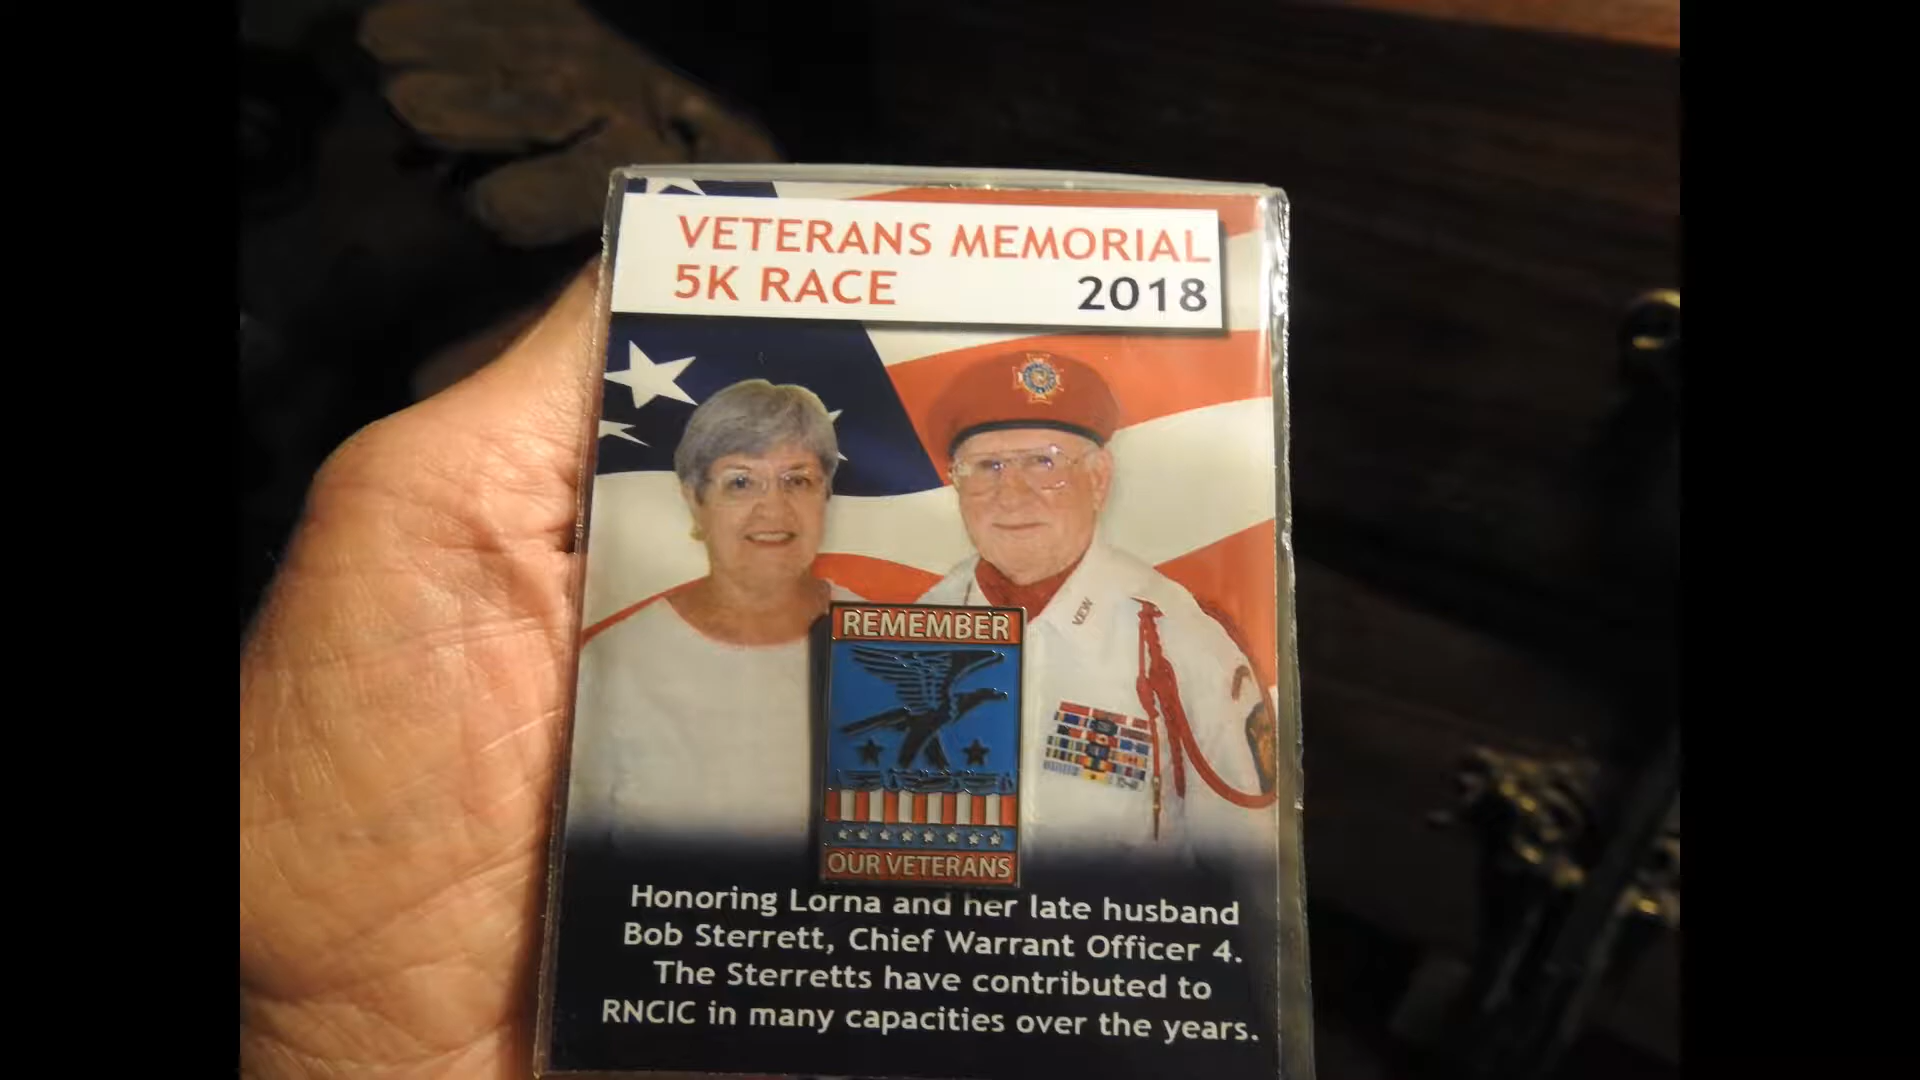 VETERANS MEMORIAL
5K RACE 2018
VFW
REMEMBER
OUR VETERANS
Honoring Lorna and her late husband
Bob Sterrett, Chief Warrant Officer 4.
The Sterretts have contributed to
RNCIC in many capacities over the years.